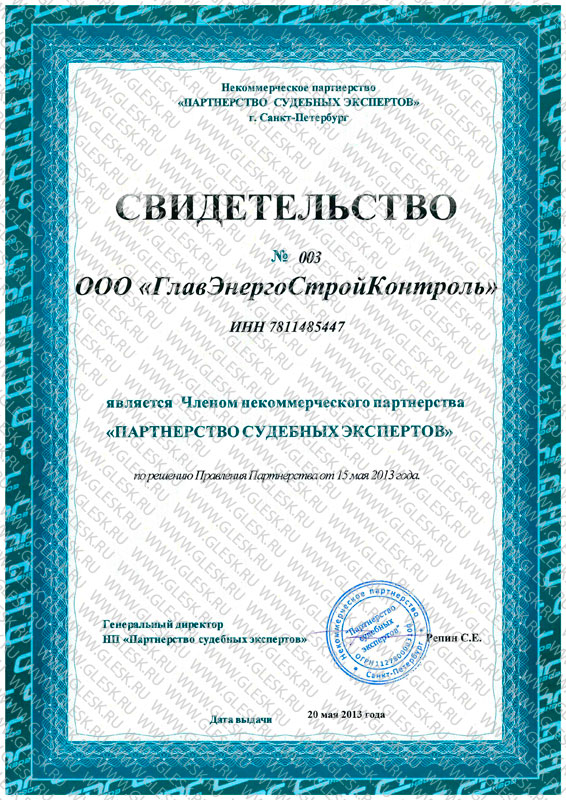 Некоммерческое партнерство
«ПАРТНЕРСТВО СУДЕБНЫХ ЭКСПЕРТОВ»
г. Санкт-Петербург
СВИДЕТЕЛЬСТВО
№ 003
ООО «ГлавЭнергоСтройКонтроль»
ИНН 7811485447
является Членом некоммерческого партнерства
«ПАРТНЕРСТВО СУДЕБНЫХ ЭКСПЕРТОВ»
по решению Правления Партнерства от 15 мая 2013 года.
Генеральный директор
НП «Партнерство судебных экспертов»
Репин С.Е.
Некоммерческое партнерство
"Партнерство
судебных
экспертов"
Санкт-Петербург
Дата выдачи 20 мая 2013 года
WWW.GLESK.RU